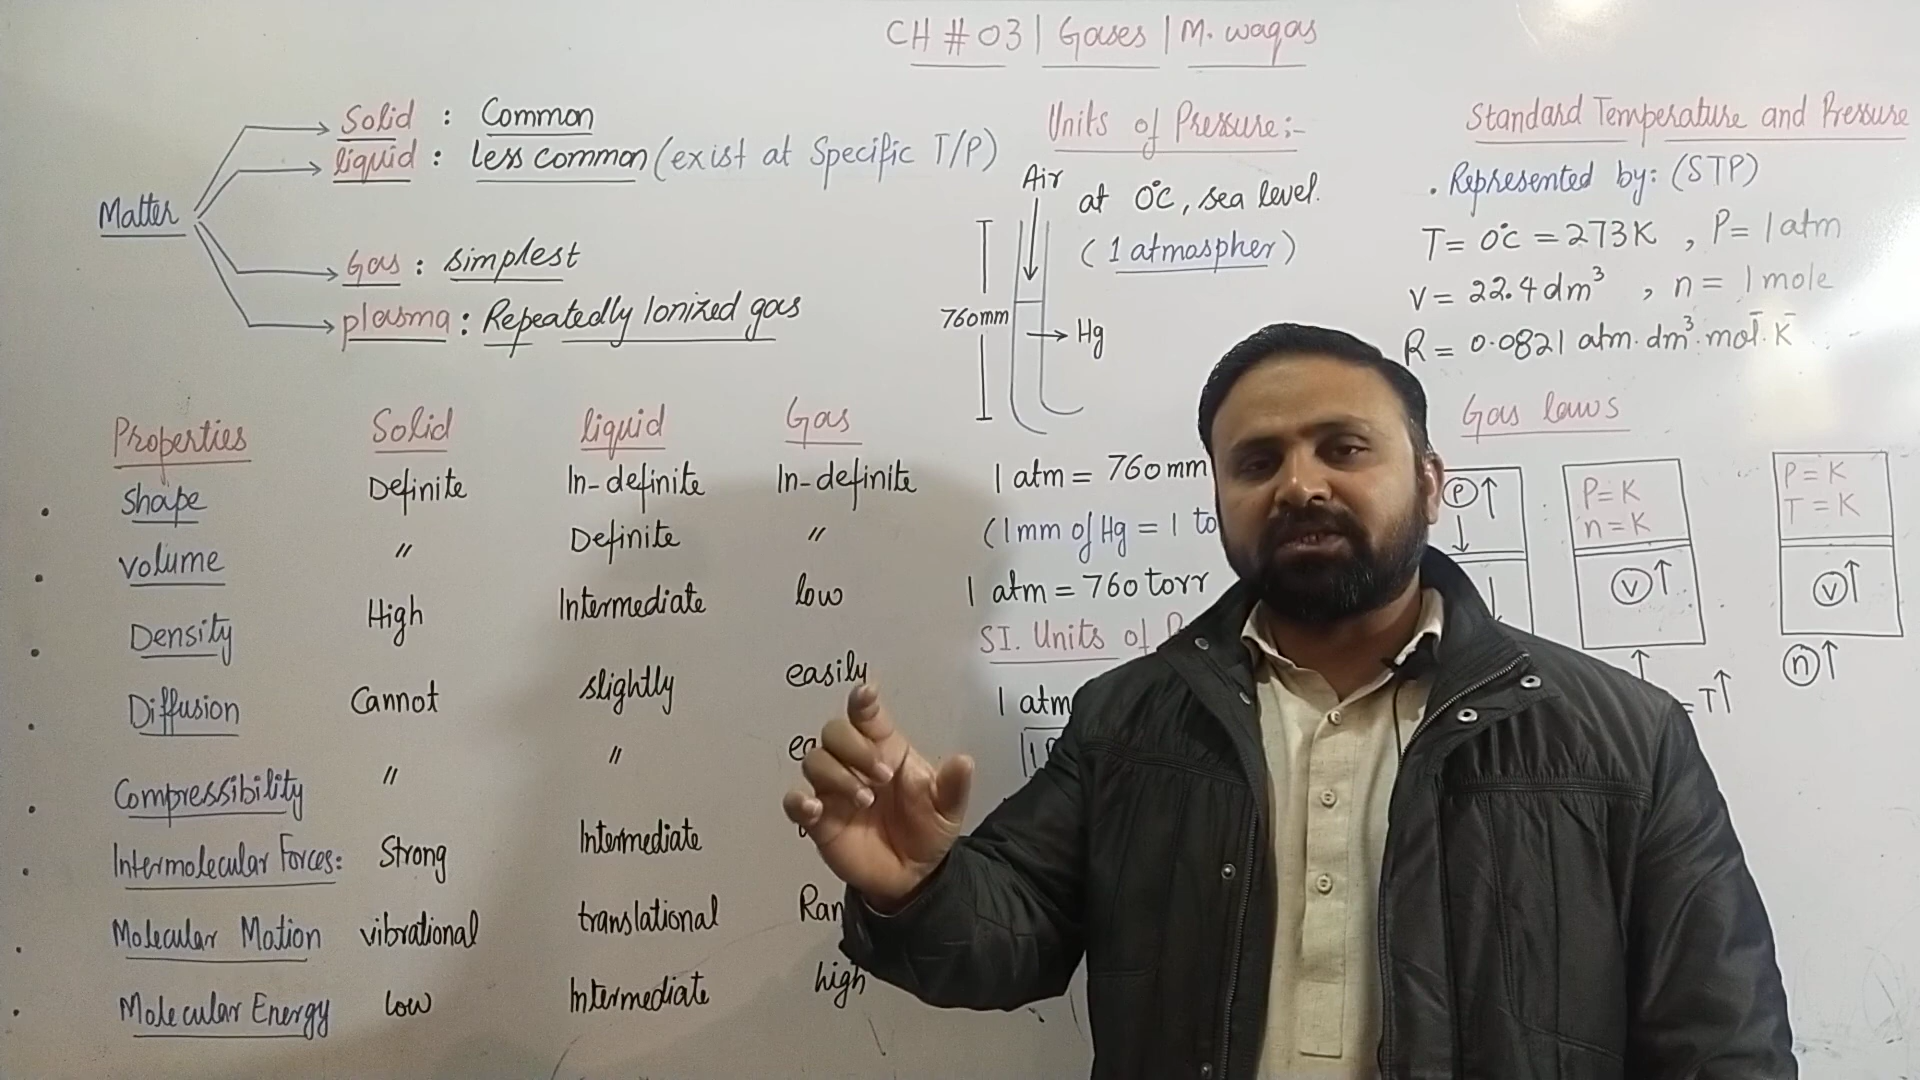 CH # 03 | Gases | M. waqas
Matter
Solid : Common
liquid : less common (exist at Specific T/P)
Gas : simplest
plasma : Repeatedly Ionized gas
Properties Solid liquid Gas
Shape Definite In-definite In-definite
volume " Definite "
Density High Intermediate low
Diffusion Cannot slightly easily
Compressibility " "
Intermolecular Forces: Strong Intermediate
Molecular Motion vibrational translational Ran
Molecular Energy low Intermediate high
Units of Pressure:-
Air
at 0°C, sea level.
(1 atmospher)
760mm
Hg
1 atm = 760mm
(1mm of Hg = 1 to
1 atm = 760 torr
SI. Units of
1 atm
Standard Temperature and Pressure
. Represented by: (STP)
T= 0°C = 273K , P= 1 atm
V = 22.4 dm³ , n = 1 mole
R = 0.0821 atm.dm³.mol⁻.K⁻
Gas laws
P ↑
P = K
n = K
V ↑
= T↑
P = K
T = K
V ↑
n ↑